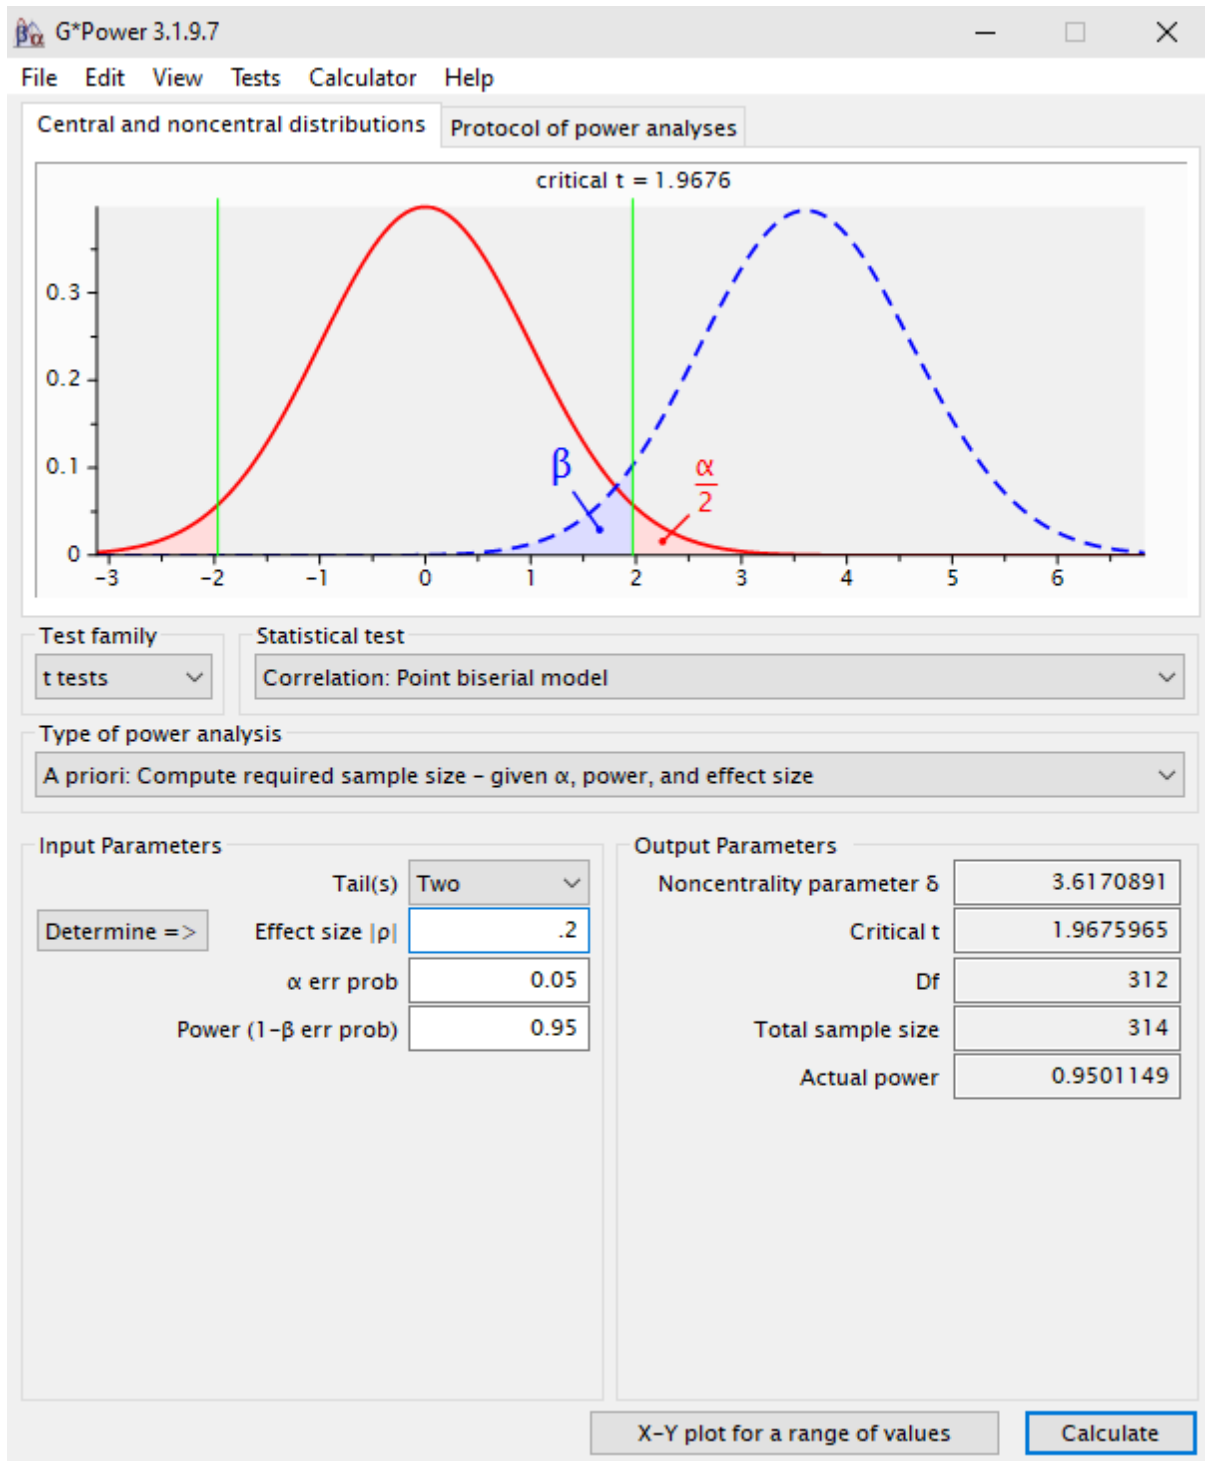 G*Power 3.1.9.7
File Edit View Tests Calculator Help
Central and noncentral distributions Protocol of power analyses
critical t = 1.9676
0.3
0.2
β
α
2
0.1
0
-3 -2 -1 0 1 2 3 4 5 6
Test family Statistical test
t tests Correlation: Point biserial model
Type of power analysis
A priori: Compute required sample size – given α, power, and effect size
Input Parameters Output Parameters
Tail(s) Two Noncentrality parameter δ 3.6170891
Determine => Effect size |ρ| .2 Critical t 1.9675965
α err prob 0.05 Df 312
Power (1-β err prob) 0.95 Total sample size 314
Actual power 0.9501149
X-Y plot for a range of values Calculate